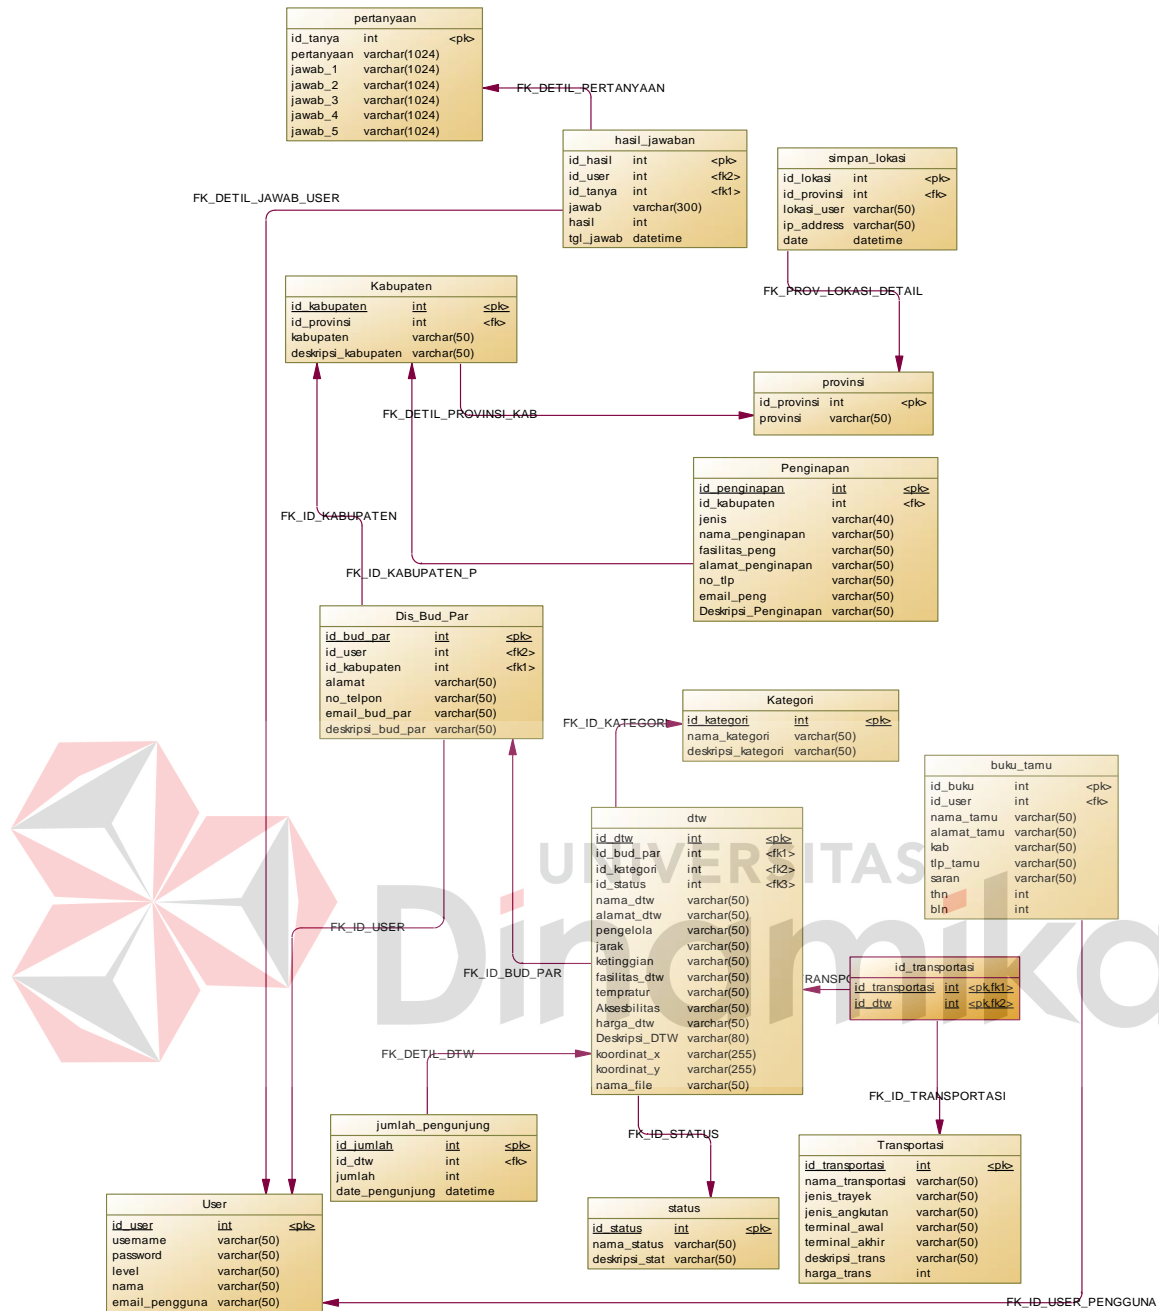 pertanyaan
id_tanya int <pk>
pertanyaan varchar(1024)
jawab_1 varchar(1024)
jawab_2 varchar(1024)
jawab_3 varchar(1024)
jawab_4 varchar(1024)
jawab_5 varchar(1024)
FK_DETIL_PERTANYAAN
hasil_jawaban
id_hasil int <pk>
id_user int <fk2>
id_tanya int <fk1>
jawab varchar(300)
hasil int
tgl_jawab datetime
simpan_lokasi
id_lokasi int <pk>
id_provinsi int <fk>
lokasi_user varchar(50)
ip_address varchar(50)
date datetime
FK_DETIL_JAWAB_USER
FK_PROV_LOKASI_DETAIL
Kabupaten
id_kabupaten int <pk>
id_provinsi int <fk>
kabupaten varchar(50)
deskripsi_kabupaten varchar(50)
provinsi
id_provinsi int <pk>
provinsi varchar(50)
FK_DETIL_PROVINSI_KAB
Penginapan
id_penginapan int <pk>
id_kabupaten int <fk>
jenis varchar(40)
nama_penginapan varchar(50)
fasilitas_peng varchar(50)
alamat_penginapan varchar(50)
no_tlp varchar(50)
email_peng varchar(50)
Deskripsi_Penginapan varchar(50)
FK_ID_KABUPATEN
FK_ID_KABUPATEN_P
Dis_Bud_Par
id_bud_par int <pk>
id_user int <fk2>
id_kabupaten int <fk1>
alamat varchar(50)
no_telpon varchar(50)
email_bud_par varchar(50)
deskripsi_bud_par varchar(50)
FK_ID_KATEGORI
Kategori
id_kategori int <pk>
nama_kategori varchar(50)
deskripsi_kategori varchar(50)
buku_tamu
id_buku int <pk>
id_user int <fk>
nama_tamu varchar(50)
alamat_tamu varchar(50)
kab varchar(50)
tlp_tamu varchar(50)
saran varchar(50)
thn int
bln int
dtw
id_dtw int <pk>
id_bud_par int <fk1>
id_kategori int <fk2>
id_status int <fk3>
nama_dtw varchar(50)
alamat_dtw varchar(50)
pengelola varchar(50)
jarak varchar(50)
ketinggian varchar(50)
fasilitas_dtw varchar(50)
tempratur varchar(50)
Aksesbilitas varchar(50)
harga_dtw varchar(50)
Deskripsi_DTW varchar(80)
koordinat_x varchar(255)
koordinat_y varchar(255)
nama_file varchar(50)
UNIVERSITAS
Dinamika
FK_ID_USER
FK_ID_BUD_PAR
id_transportasi
id_transportasi int <pk,fk1>
id_dtw int <pk,fk2>
FK_DETIL_DTW
FK_ID_TRANSPORTASI
jumlah_pengunjung
id_jumlah int <pk>
id_dtw int <fk>
jumlah int
date_pengunjung datetime
FK_ID_STATUS
Transportasi
id_transportasi int <pk>
nama_transportasi varchar(50)
jenis_trayek varchar(50)
jenis_angkutan varchar(50)
terminal_awal varchar(50)
terminal_akhir varchar(50)
deskripsi_trans varchar(50)
harga_trans int
User
id_user int <pk>
username varchar(50)
password varchar(50)
level varchar(50)
nama varchar(50)
email_pengguna varchar(50)
status
id_status int <pk>
nama_status varchar(50)
deskripsi_stat varchar(50)
FK_ID_USER_PENGGUNA